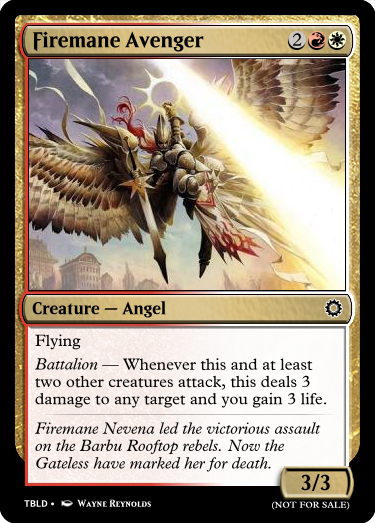 Firemane Avenger 2
Creature — Angel
Flying
Battalion — Whenever this and at least
two other creatures attack, this deals 3
damage to any target and you gain 3 life.
Firemane Nevena led the victorious assault
on the Barbu Rooftop rebels. Now the
Gateless have marked her for death.
3/3
TBLD • Wayne Reynolds
(NOT FOR SALE)